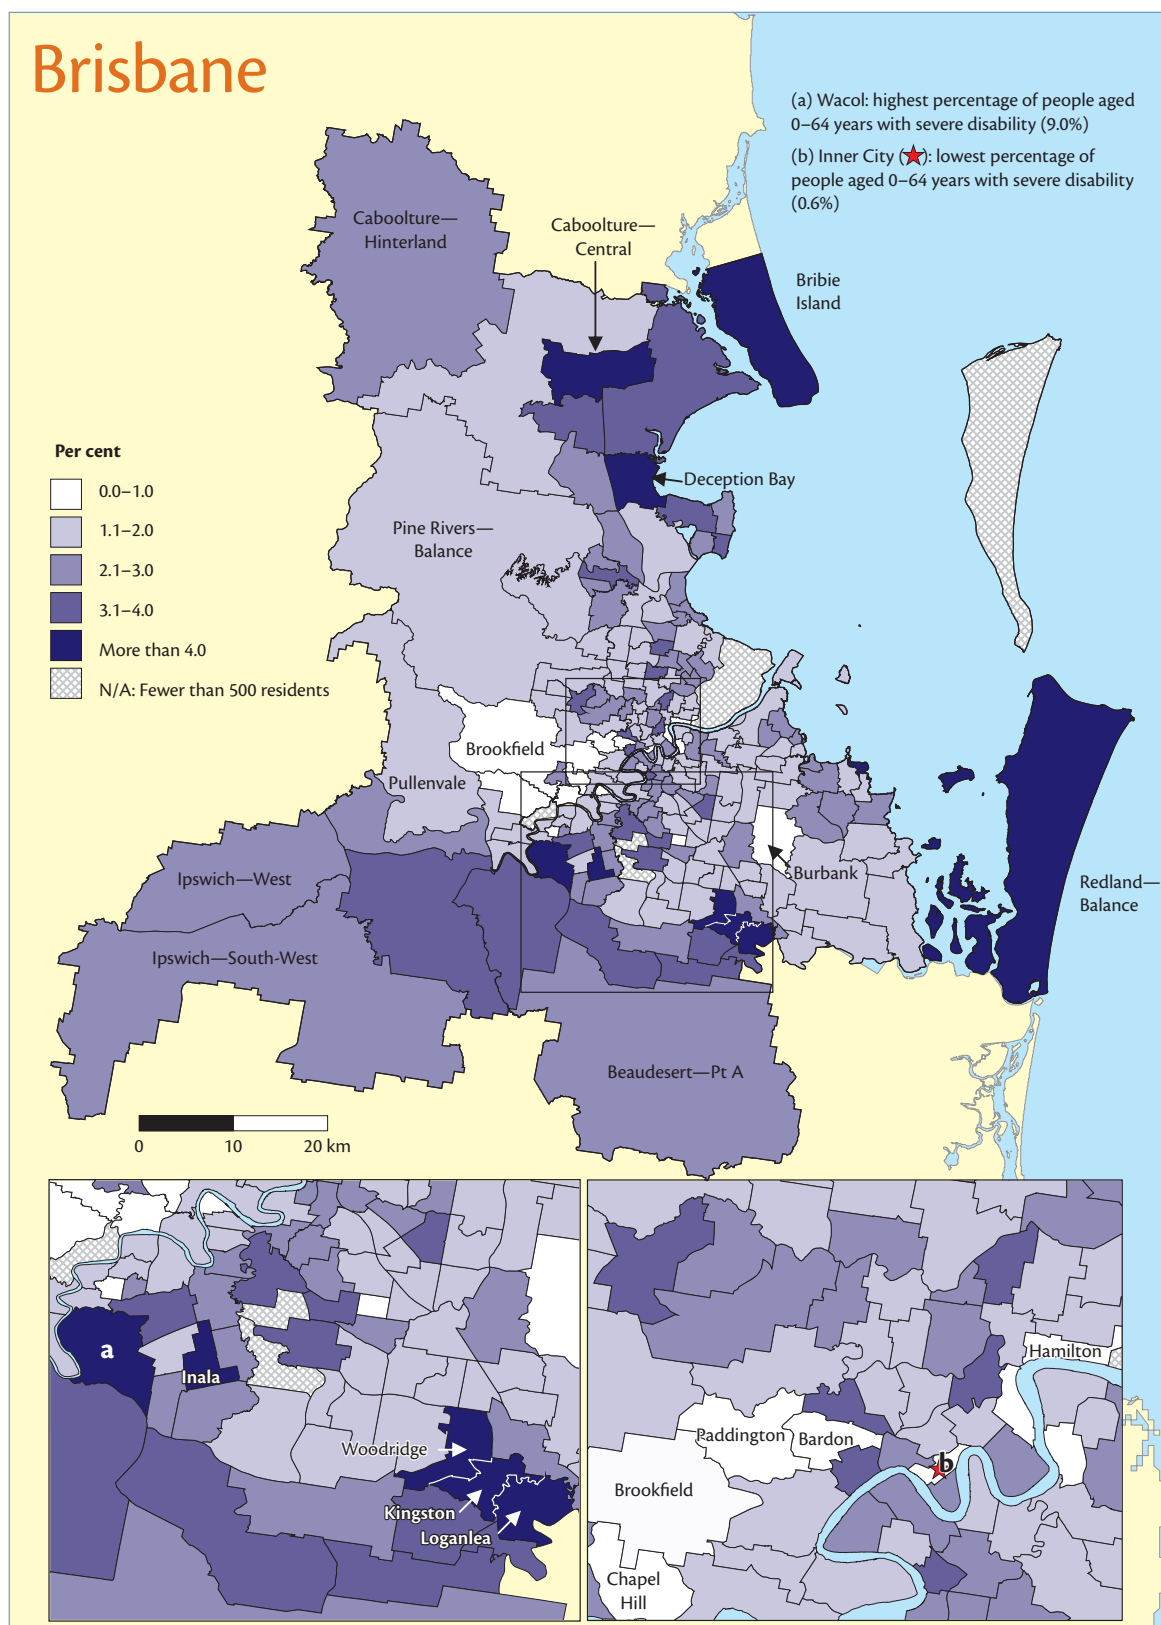 Brisbane
(a) Wacol: highest percentage of people aged
0–64 years with severe disability (9.0%)
(b) Inner City (★): lowest percentage of
people aged 0–64 years with severe disability
(0.6%)
Caboolture—
Hinterland
Caboolture—
Central
Bribie
Island
Per cent
0.0–1.0
1.1–2.0
2.1–3.0
3.1–4.0
More than 4.0
N/A: Fewer than 500 residents
Deception Bay
Pine Rivers—
Balance
Brookfield
Pullenvale
Burbank
Ipswich—West
Redland—
Balance
Ipswich—South-West
Beaudesert—Pt A
0 10 20 km
a
Inala
Woodridge
Kingston
Loganlea
Hamilton
Paddington
Bardon
b
Brookfield
Chapel
Hill